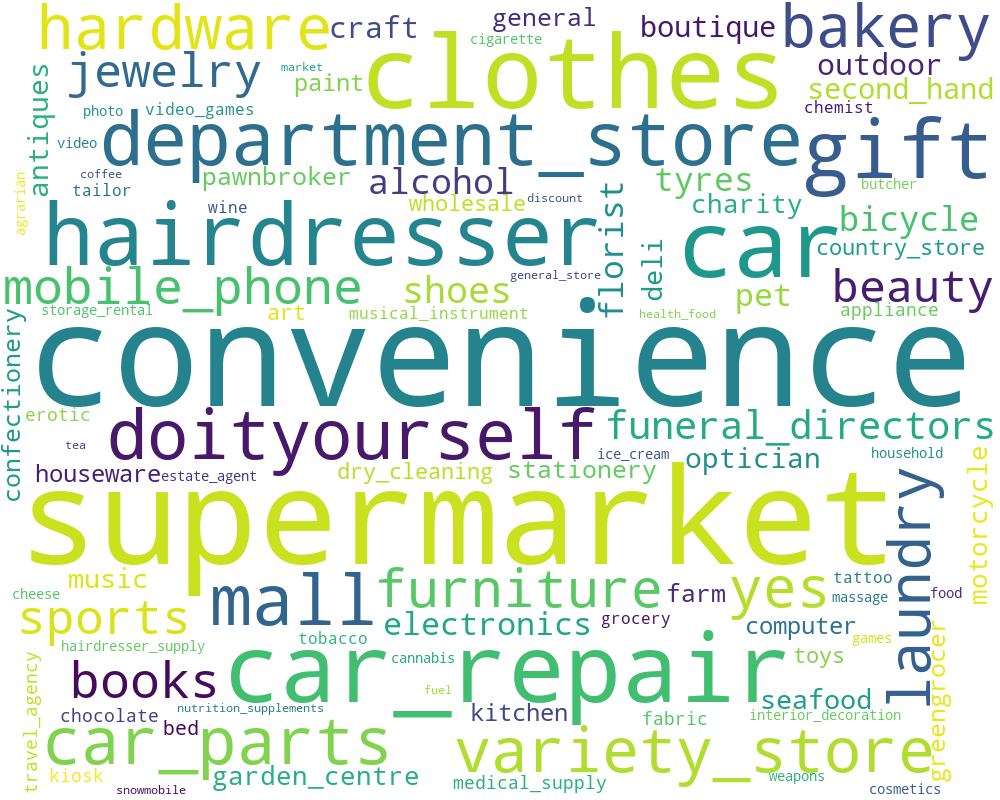 hardware
craft
general
cigarette
boutique
bakery
jewelry
market
paint
clothes
outdoor
second_hand
antiques
photo
video_games
chemist
video
department_store
gift
coffee
tailor
pawnbroker
alcohol
tyres
butcher
agrarian
wine
wholesale
discount
florist
charity
bicycle
hairdresser
car
country_store
deli
mobile_phone
shoes
general_store
pet
beauty
storage_rental
art
musical_instrument
health_food
appliance
confectionery
convenience
erotic
doityourself
funeral_directors
tea
ice_cream
household
houseware
estate_agent
dry_cleaning
stationery
optician
motorcycle
supermarket
laundry
music
mall
furniture
yes
tattoo
cheese
farm
massage
food
sports
electronics
grocery
computer
hairdresser_supply
tobacco
games
greengrocer
travel_agency
cannabis
toys
books
car_repair
fuel
seafood
chocolate
nutrition_supplements
kitchen
fabric
interior_decoration
bed
car_parts
variety_store
kiosk
garden_centre
medical_supply
weapons
snowmobile
cosmetics